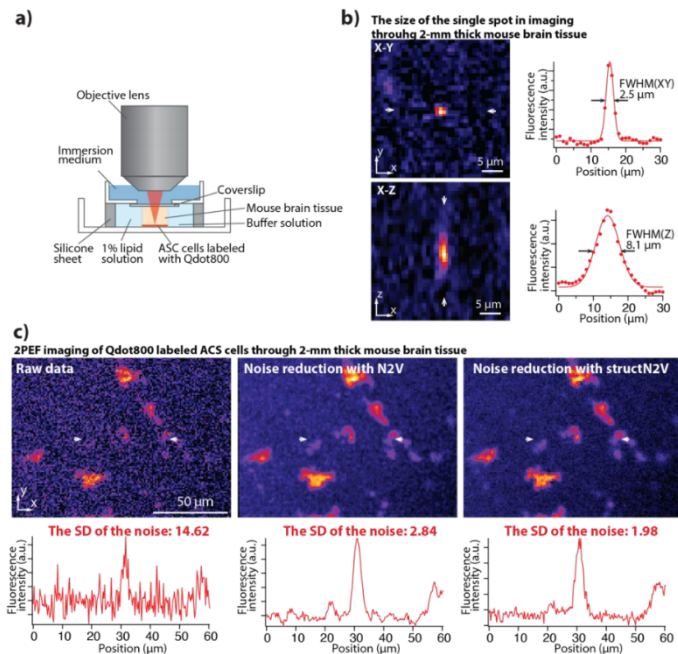 a)
Objective lens
Immersion
medium
Coverslip
Mouse brain tissue
Buffer solution
Silicone
sheet
1% lipid
solution
ASC cells labeled
with Qdot800
b)
The size of the single spot in imaging
throuhg 2-mm thick mouse brain tissue
X-Y
y
x
5 µm
Fluorescence
intensity (a.u.)
FWHM(XY)
2.5 µm
0 10 20 30
Position (µm)
X-Z
z
x
5 µm
Fluorescence
intensity (a.u.)
FWHM(Z)
8.1 µm
0 10 20 30
Position (µm)
c)
2PEF imaging of Qdot800 labeled ACS cells through 2-mm thick mouse brain tissue
Raw data
y
x
50 µm
Noise reduction with N2V
Noise reduction with structN2V
The SD of the noise: 14.62
Fluorescence
intensity (a.u.)
0 10 20 30 40 50 60
Position (µm)
The SD of the noise: 2.84
Fluorescence
intensity (a.u.)
0 10 20 30 40 50 60
Position (µm)
The SD of the noise: 1.98
Fluorescence
intensity (a.u.)
0 10 20 30 40 50 60
Position (µm)